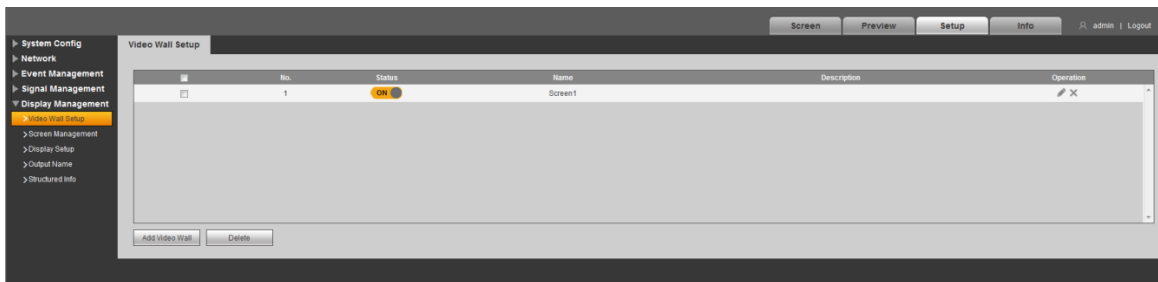 Screen Preview Setup Info admin | Logout
System Config
Network
Event Management
Signal Management
Display Management
Video Wall Setup
Screen Management
Display Setup
Output Name
Structured Info
Video Wall Setup
No. Status Name Description Operation
1 ON Screen1
Add Video Wall Delete